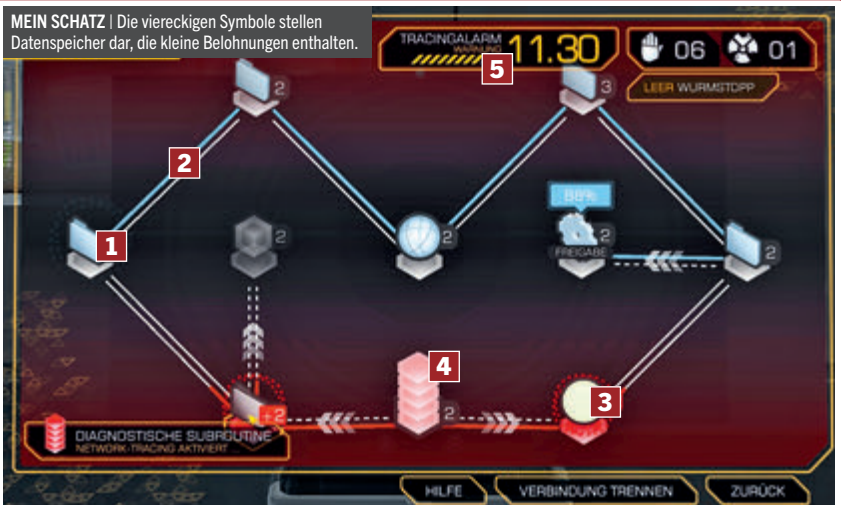 MEIN SCHATZ | Die viereckigen Symbole stellen
Datenspeicher dar, die kleine Belohnungen enthalten.
TRACINGALARM
WARNUNG
11.30
06
01
5
LEER WURMSTOPP
2
3
2
88%
1
2
2
2
FREIGABE
2
4
3
+2
2
DIAGNOSTISCHE SUBROUTINE
NETWORK-TRACING AKTIVIERT
HILFE
VERBINDUNG TRENNEN
ZURÜCK